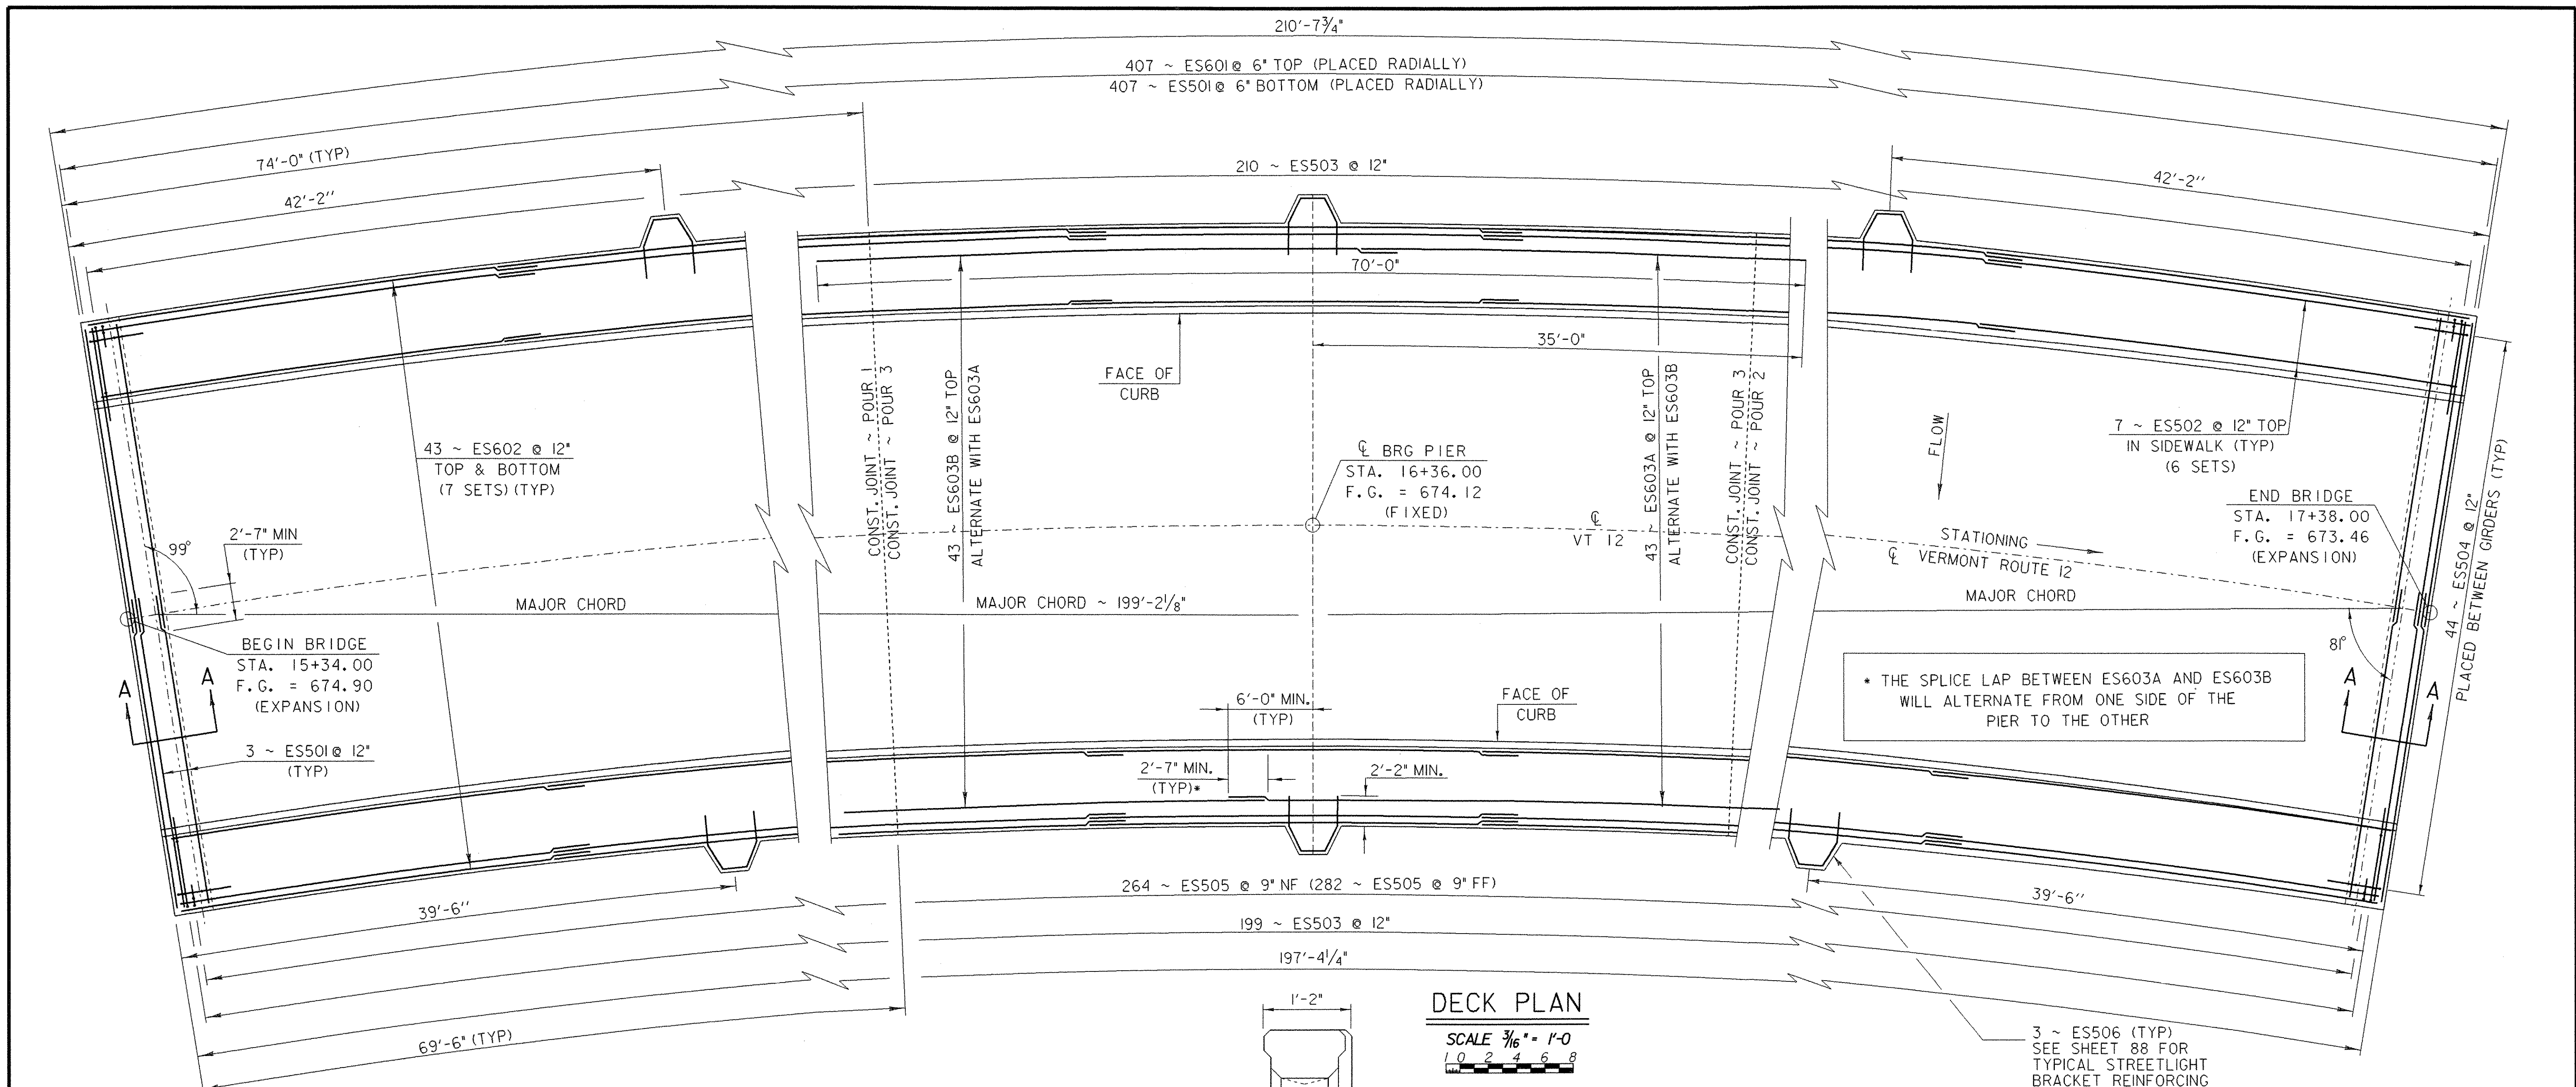 210'-7 3/4"
407 ~ ES601 @ 6" TOP (PLACED RADIALLY)
407 ~ ES501 @ 6" BOTTOM (PLACED RADIALLY)
74'-0" (TYP)
210 ~ ES503 @ 12"
42'-2"
42'-2"
70'-0"
35'-0"
FACE OF
CURB
CONST. JOINT ~ POUR 1
CONST. JOINT ~ POUR 3
43 ~ ES603B @ 12" TOP
ALTERNATE WITH ES603A
43 ~ ES603A @ 12" TOP
ALTERNATE WITH ES603B
CONST. JOINT ~ POUR 3
CONST. JOINT ~ POUR 2
43 ~ ES602 @ 12"
TOP & BOTTOM
(7 SETS) (TYP)
℄ BRG PIER
STA. 16+36.00
F.G. = 674.12
(FIXED)
FLOW
7 ~ ES502 @ 12" TOP
IN SIDEWALK (TYP)
(6 SETS)
END BRIDGE
STA. 17+38.00
F.G. = 673.46
(EXPANSION)
44 ~ ES504 @ 12"
PLACED BETWEEN GIRDERS (TYP)
2'-7" MIN
(TYP)
99°
℄
VT 12
STATIONING
℄ VERMONT ROUTE 12
MAJOR CHORD
MAJOR CHORD ~ 199'-2 1/8"
MAJOR CHORD
81°
BEGIN BRIDGE
STA. 15+34.00
F.G. = 674.90
(EXPANSION)
A
A
A
A
* THE SPLICE LAP BETWEEN ES603A AND ES603B
WILL ALTERNATE FROM ONE SIDE OF THE
PIER TO THE OTHER
6'-0" MIN.
(TYP)
FACE OF
CURB
3 ~ ES501 @ 12"
(TYP)
2'-7" MIN.
(TYP)*
2'-2" MIN.
264 ~ ES505 @ 9" NF (282 ~ ES505 @ 9" FF)
39'-6"
39'-6"
199 ~ ES503 @ 12"
197'-4 1/4"
69'-6" (TYP)
1'-2"
DECK PLAN
SCALE 3/16" = 1'-0
1 0 2 4 6 8
3 ~ ES506 (TYP)
SEE SHEET 88 FOR
TYPICAL STREETLIGHT
BRACKET REINFORCING